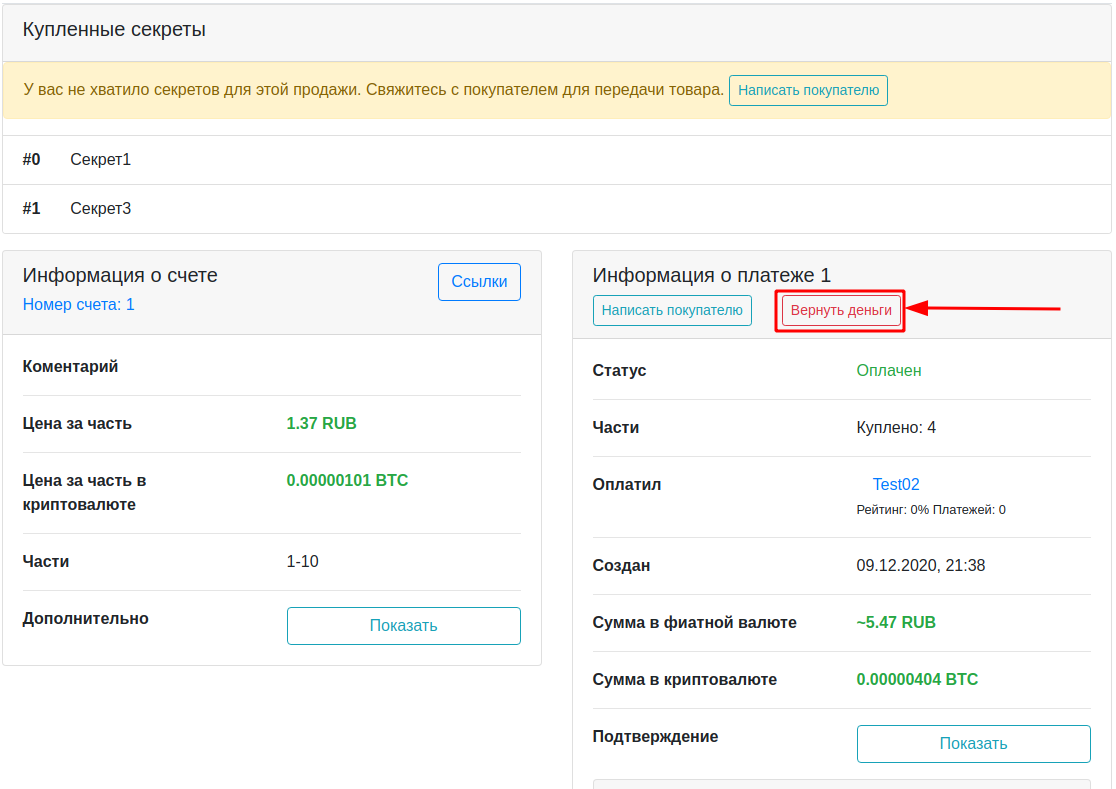 Купленные секреты
У вас не хватило секретов для этой продажи. Свяжитесь с покупателем для передачи товара. Написать покупателю
#0 Секрет1
#1 Секрет3
Информация о счете
Ссылки
Номер счета: 1
Коментарий
Цена за часть 1.37 RUB
Цена за часть в
криптовалюте 0.00000101 BTC
Части 1-10
Дополнительно Показать
Информация о платеже 1
Написать покупателю Вернуть деньги
Статус Оплачен
Части Куплено: 4
Оплатил Test02
Рейтинг: 0% Платежей: 0
Создан 09.12.2020, 21:38
Сумма в фиатной валюте ~5.47 RUB
Сумма в криптовалюте 0.00000404 BTC
Подтверждение Показать